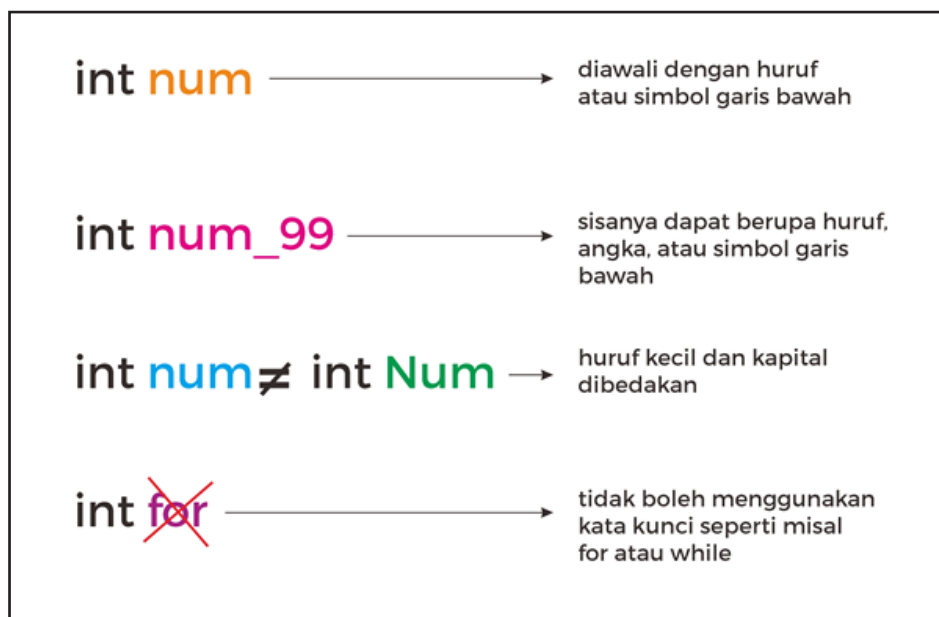 int num
diawali dengan huruf
atau simbol garis bawah
int num_99
sisanya dapat berupa huruf,
angka, atau simbol garis
bawah
int num ≠ int Num
huruf kecil dan kapital
dibedakan
int for
tidak boleh menggunakan
kata kunci seperti misal
for atau while